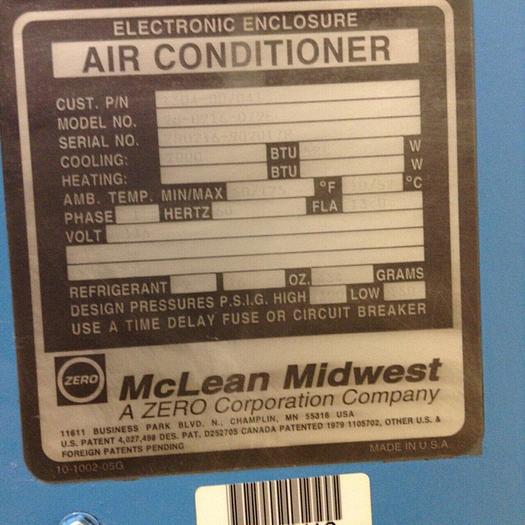 ELECTRONIC ENCLOSURE
AIR CONDITIONER
CUST. P/N
MODEL NO.
SERIAL NO.
COOLING: 7000 BTU W
HEATING: BTU W
AMB. TEMP. MIN/MAX °F °C
PHASE HERTZ 60 FLA
VOLT 115
REFRIGERANT OZ. GRAMS
DESIGN PRESSURES P.S.I.G. HIGH LOW
USE A TIME DELAY FUSE OR CIRCUIT BREAKER
ZERO McLean Midwest
A ZERO Corporation Company
11611 BUSINESS PARK BLVD. N., CHAMPLIN, MN 55316 USA
U.S. PATENT 4,027,498 DES. PAT. D252705 CANADA PATENTED 1979 1105702, OTHER U.S. &
FOREIGN PATENTS PENDING
MADE IN U.S.A.
10-1002-05G